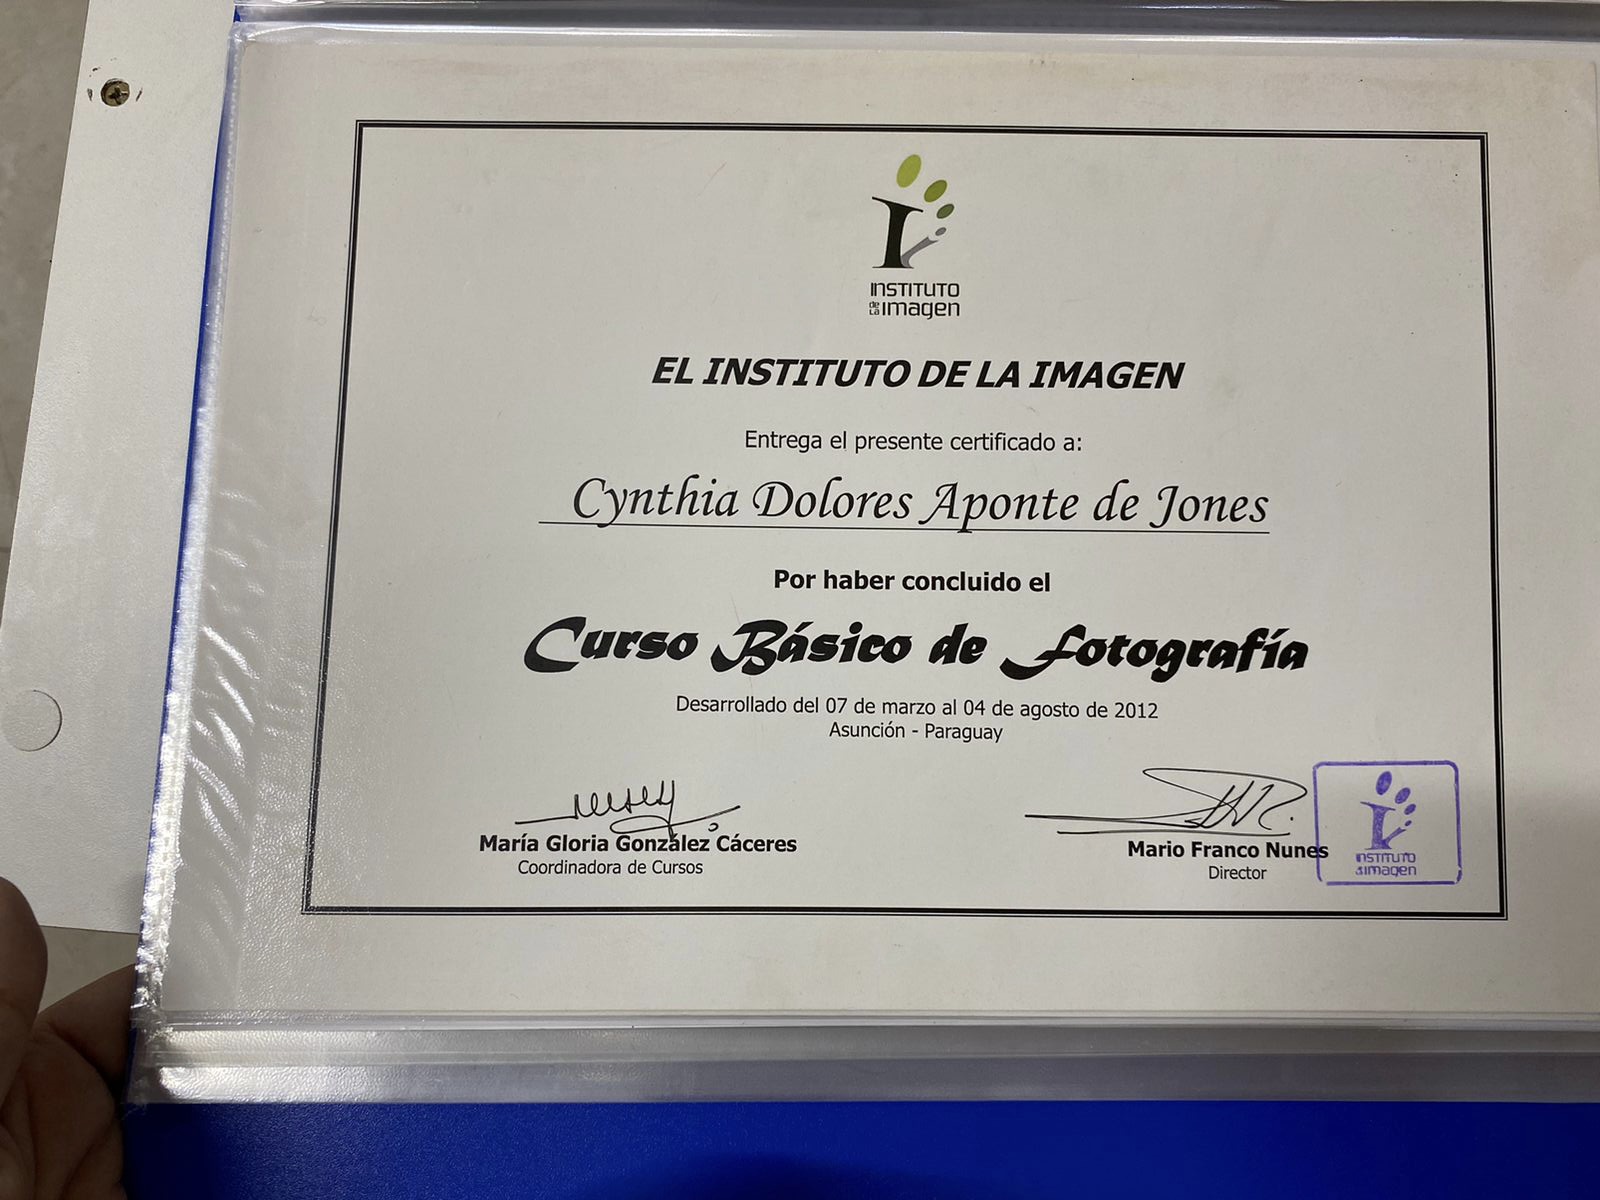 INSTITUTO
de La imagen
EL INSTITUTO DE LA IMAGEN
Entrega el presente certificado a:
Cynthia Dolores Aponte de Jones
Por haber concluido el
Curso Básico de Fotografía
Desarrollado del 07 de marzo al 04 de agosto de 2012
Asunción - Paraguay
María Gloria González Cáceres
Coordinadora de Cursos
Mario Franco Nunes
Director
INSTITUTO
de La imagen